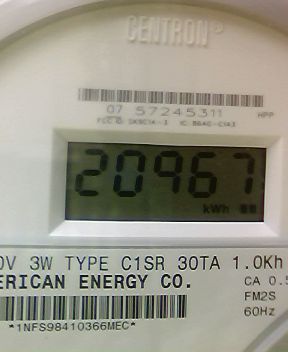 CENTRON®
07 57245311 HPP
20967
kWh
0V 3W TYPE C1SR 30TA 1.0Kh
ERICAN ENERGY CO. CA 0.5
FM2S
60Hz
*1NFS98410366MEC*